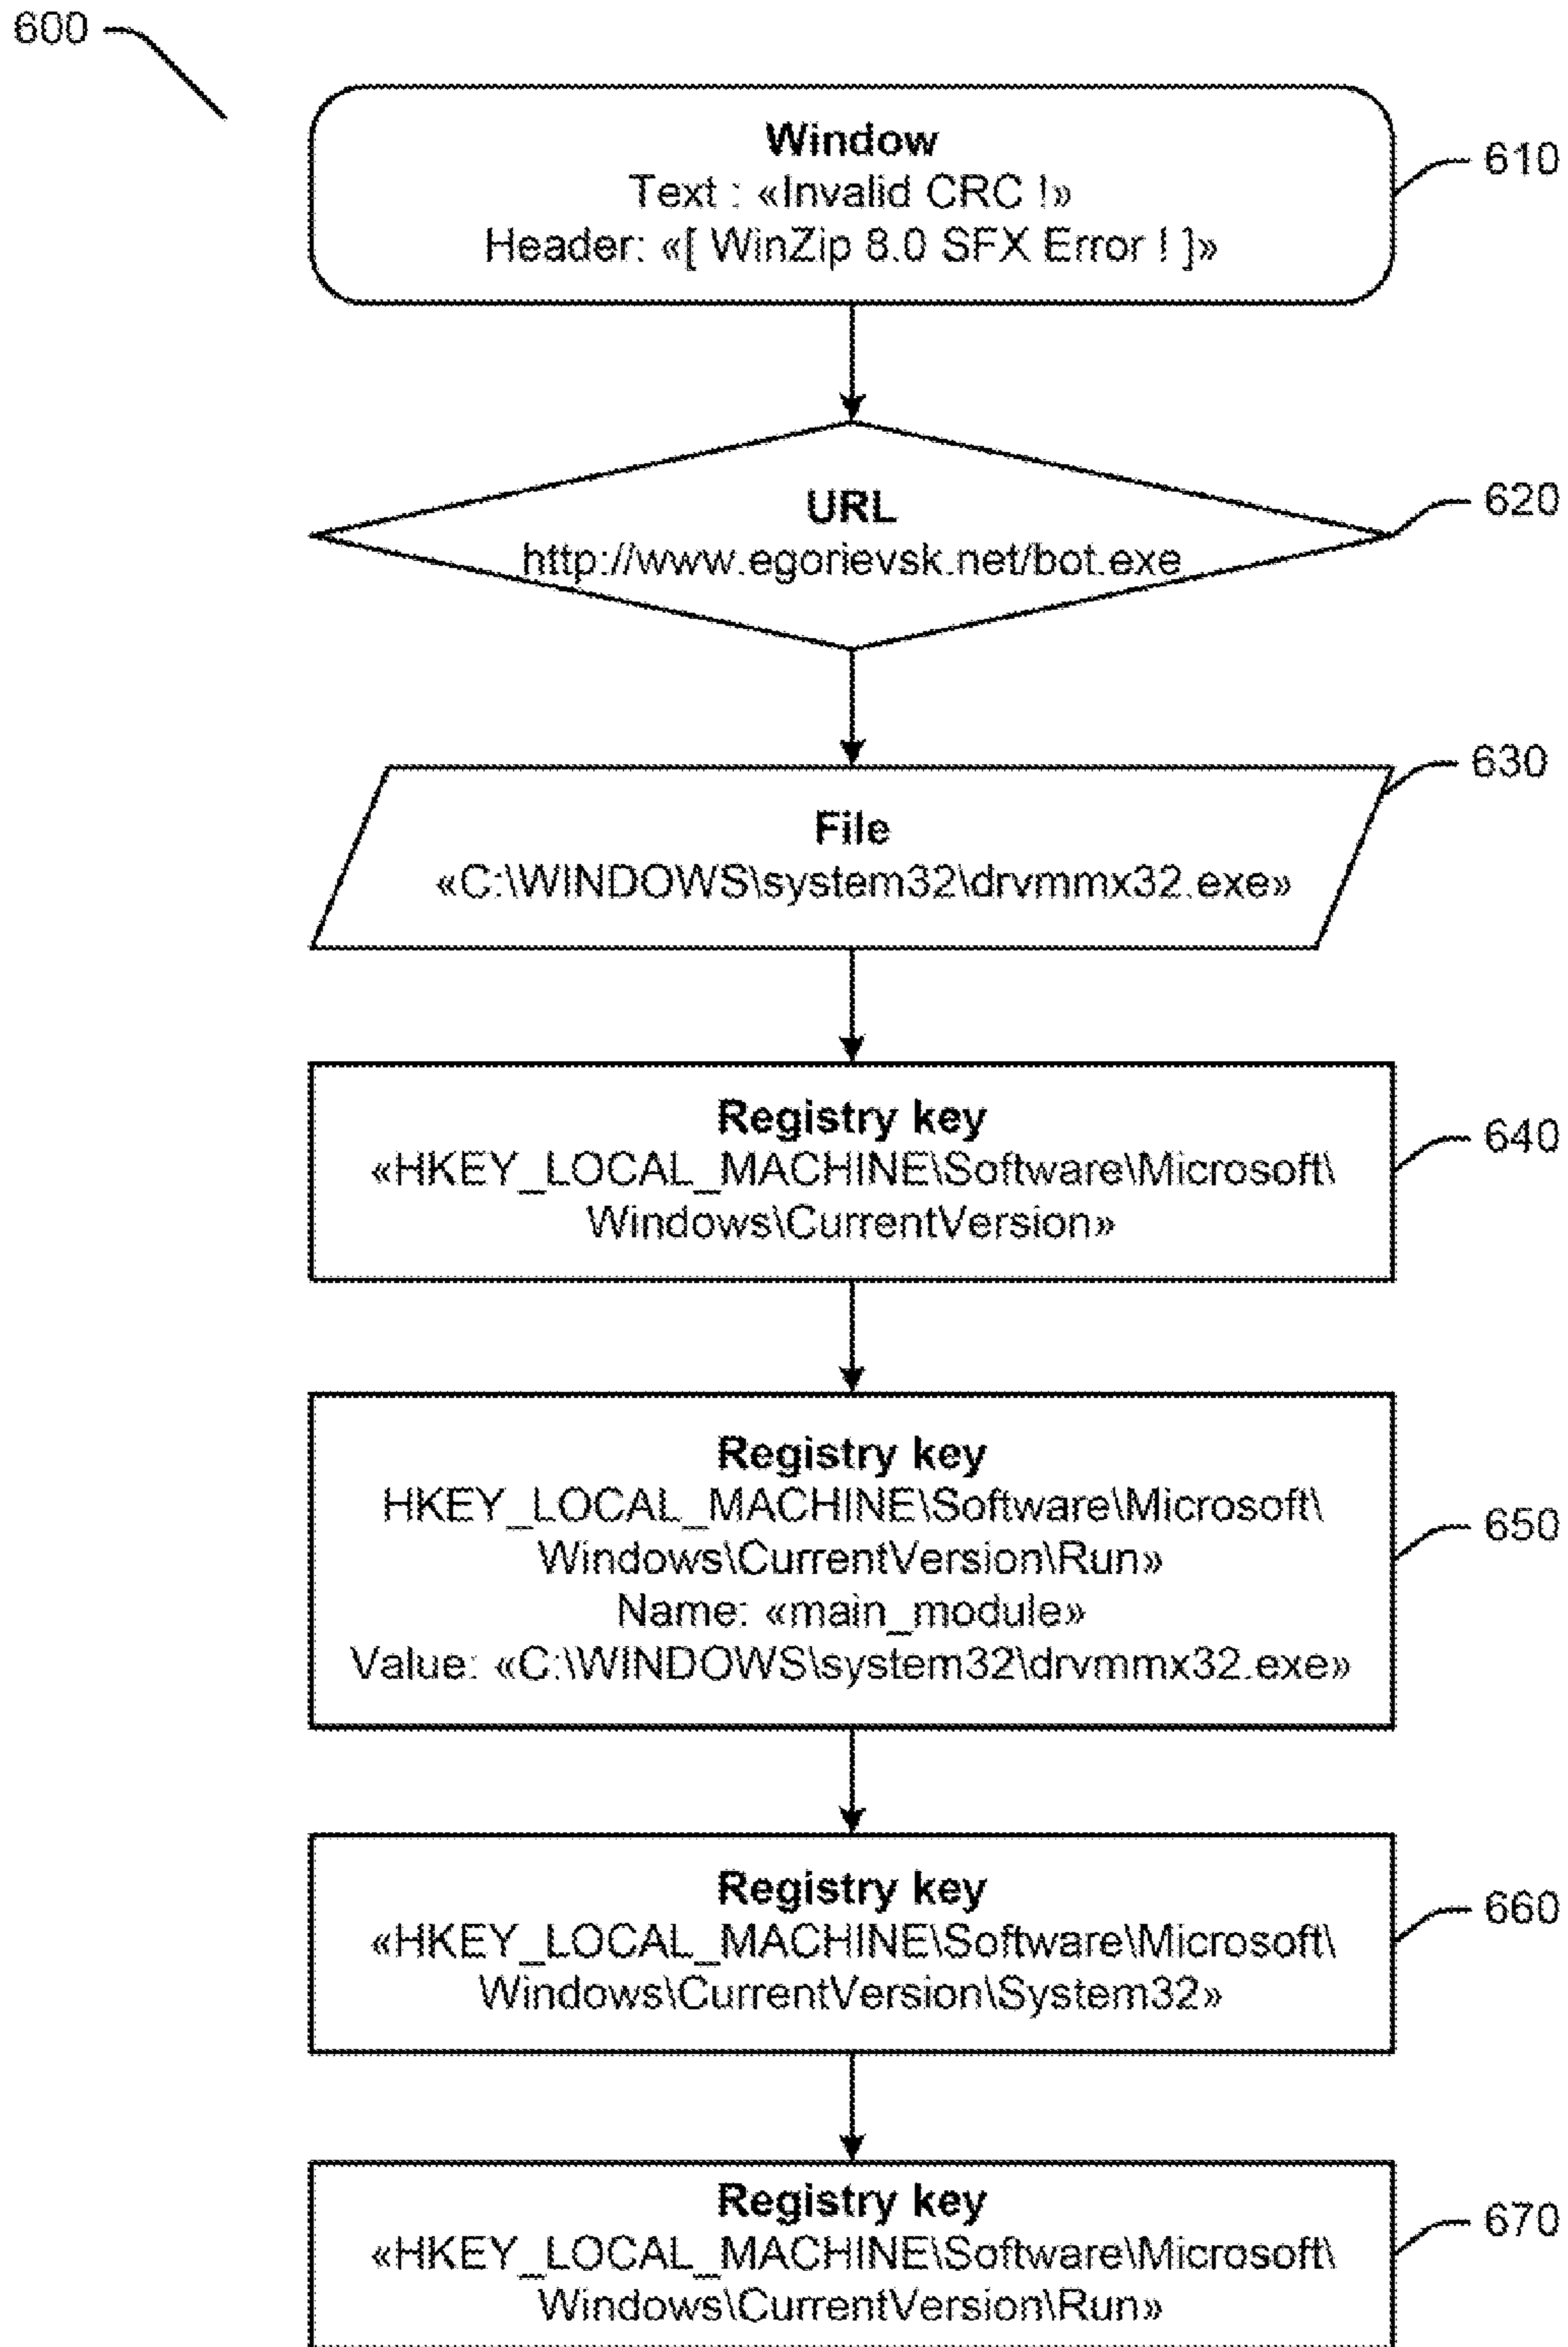 600
Window
Text : «Invalid CRC !»
Header: «[ WinZip 8.0 SFX Error ! ]»
610
URL
http://www.egorievsk.net/bot.exe
620
File
«C:\WINDOWS\system32\drvmmx32.exe»
630
Registry key
«HKEY_LOCAL_MACHINE\Software\Microsoft\
Windows\CurrentVersion»
640
Registry key
HKEY_LOCAL_MACHINE\Software\Microsoft\
Windows\CurrentVersion\Run»
Name: «main_module»
Value: «C:\WINDOWS\system32\drvmmx32.exe»
650
Registry key
«HKEY_LOCAL_MACHINE\Software\Microsoft\
Windows\CurrentVersion\System32»
660
Registry key
«HKEY_LOCAL_MACHINE\Software\Microsoft\
Windows\CurrentVersion\Run»
670